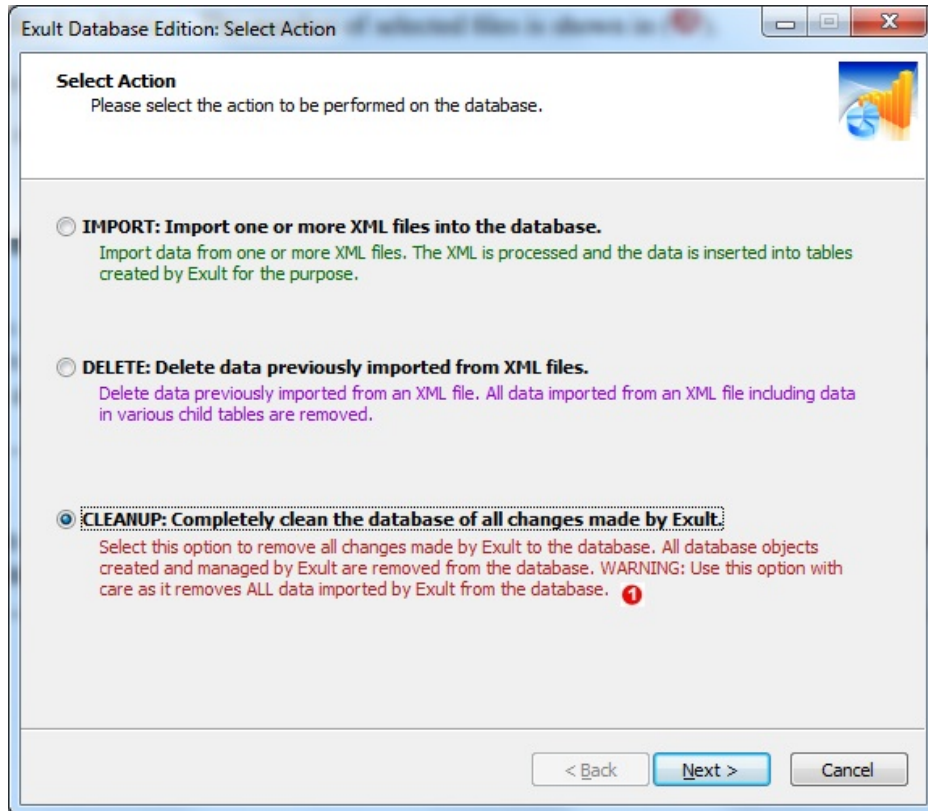 Exult Database Edition: Select Action
Select Action
Please select the action to be performed on the database.
IMPORT: Import one or more XML files into the database.
Import data from one or more XML files. The XML is processed and the data is inserted into tables
created by Exult for the purpose.
DELETE: Delete data previously imported from XML files.
Delete data previously imported from an XML file. All data imported from an XML file including data
in various child tables are removed.
CLEANUP: Completely clean the database of all changes made by Exult.
Select this option to remove all changes made by Exult to the database. All database objects
created and managed by Exult are removed from the database. WARNING: Use this option with
care as it removes ALL data imported by Exult from the database. 1
< Back Next > Cancel